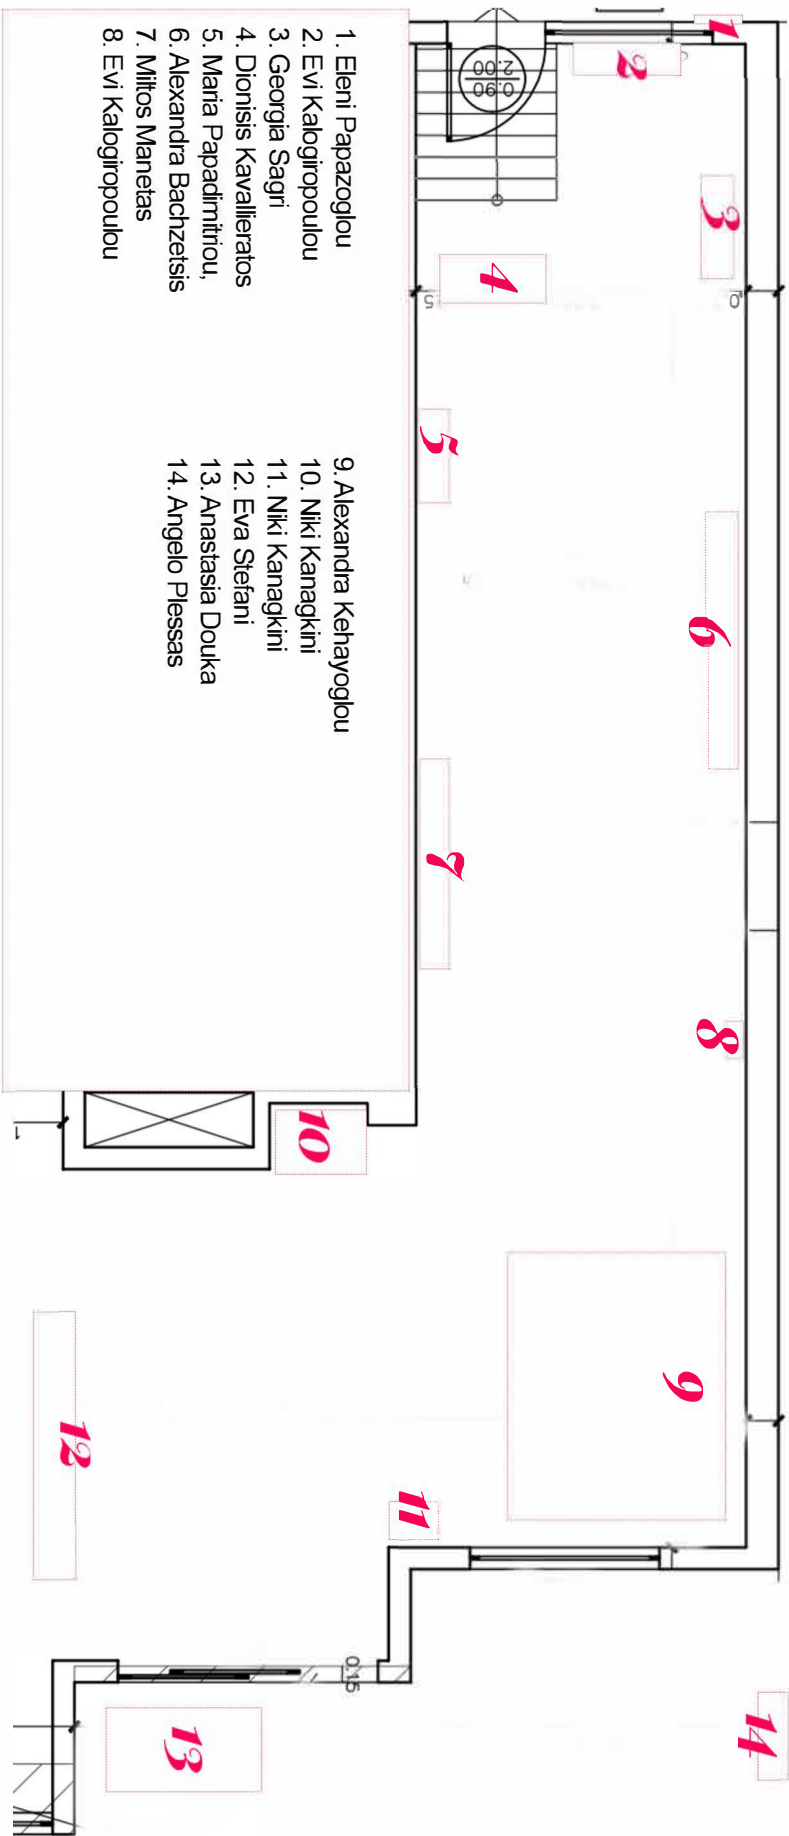 1. Eleni Papazoglou
2. Evi Kalogiropoulou
3. Georgia Sagri
4. Dionisis Kavallieratos
5. Maria Papadimitriou,
6. Alexandra Bachzetsis
7. Miltos Manetas
8. Evi Kalogiropoulou
9. Alexandra Kehayoglou
10. Niki Kanagkini
11. Niki Kanagkini
12. Eva Stefani
13. Anastasia Douka
14. Angelo Plessas
1
2
3
4
5
6
7
8
9
10
11
12
13
14
0.90
2.00
0.15
1